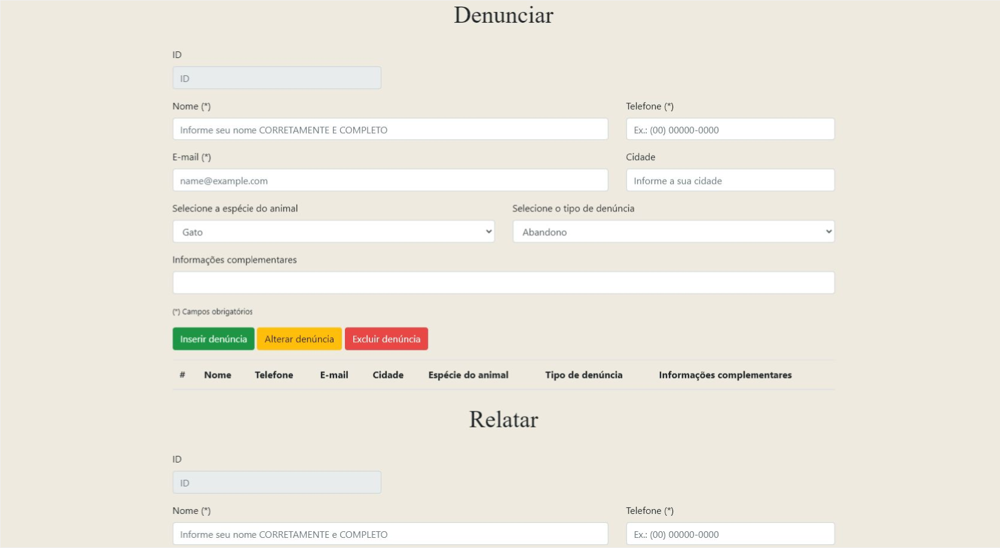 Denunciar
ID
ID
Nome (*) Telefone (*)
Informe seu nome CORRETAMENTE E COMPLETO Ex.: (00) 00000-0000
E-mail (*) Cidade
name@example.com Informe a sua cidade
Selecione a espécie do animal Selecione o tipo de denúncia
Gato Abandono
Informações complementares
(*) Campos obrigatórios
Inserir denúncia Alterar denúncia Excluir denúncia
# Nome Telefone E-mail Cidade Espécie do animal Tipo de denúncia Informações complementares
Relatar
ID
ID
Nome (*) Telefone (*)
Informe seu nome CORRETAMENTE e COMPLETO Ex.: (00) 00000-0000